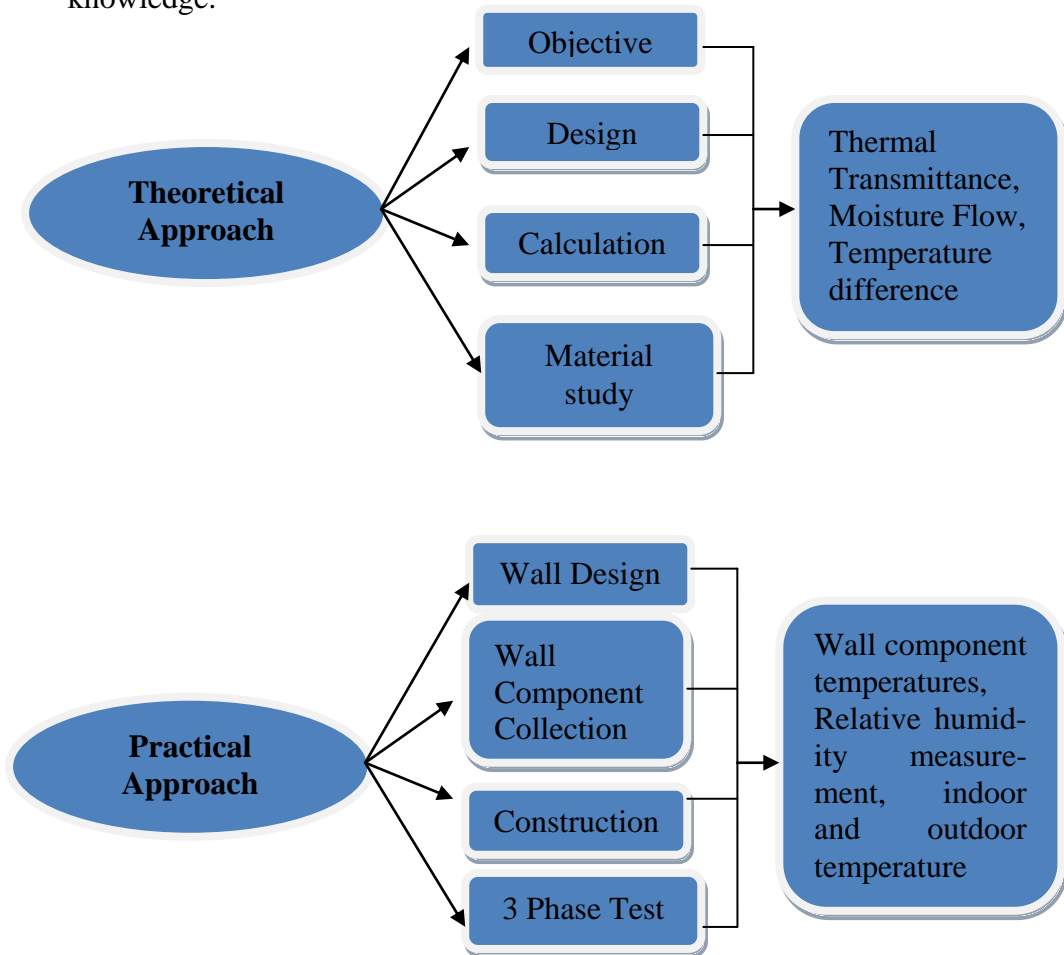 knowledge.
Objective
Design
Theoretical
Approach
Calculation
Material
study
Thermal
Transmittance,
Moisture Flow,
Temperature
difference
Wall Design
Wall
Component
Collection
Practical
Approach
Construction
3 Phase Test
Wall component
temperatures,
Relative humid-
ity measure-
ment, indoor
and outdoor
temperature